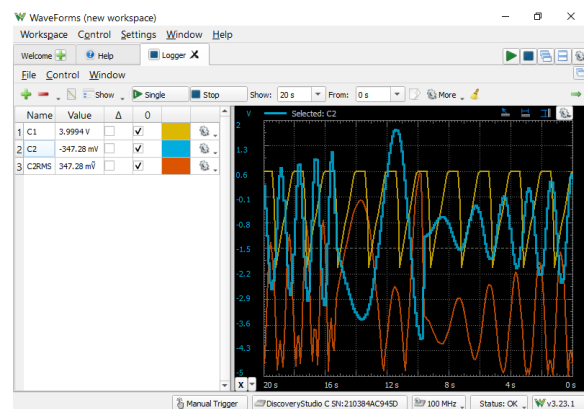 WaveForms (new workspace)
Workspace Control Settings Window Help
Welcome Help Logger X
File Control Window
Show Single Stop Show: 20 s From: 0 s More
Name Value Δ 0
1 C1 3.9994 V
2 C2 -347.28 mV
3 C2RMS 347.28 mṼ
V Selected: C2
2
1.3
0.6
-0.1
-0.8
-1.5
-2.2
-2.9
-3.6
-4.3
-5
X 20 s 16 s 12 s 8 s 4 s 0 s
Manual Trigger DiscoveryStudio C SN:210384AC945D 100 MHz Status: OK v3.23.1